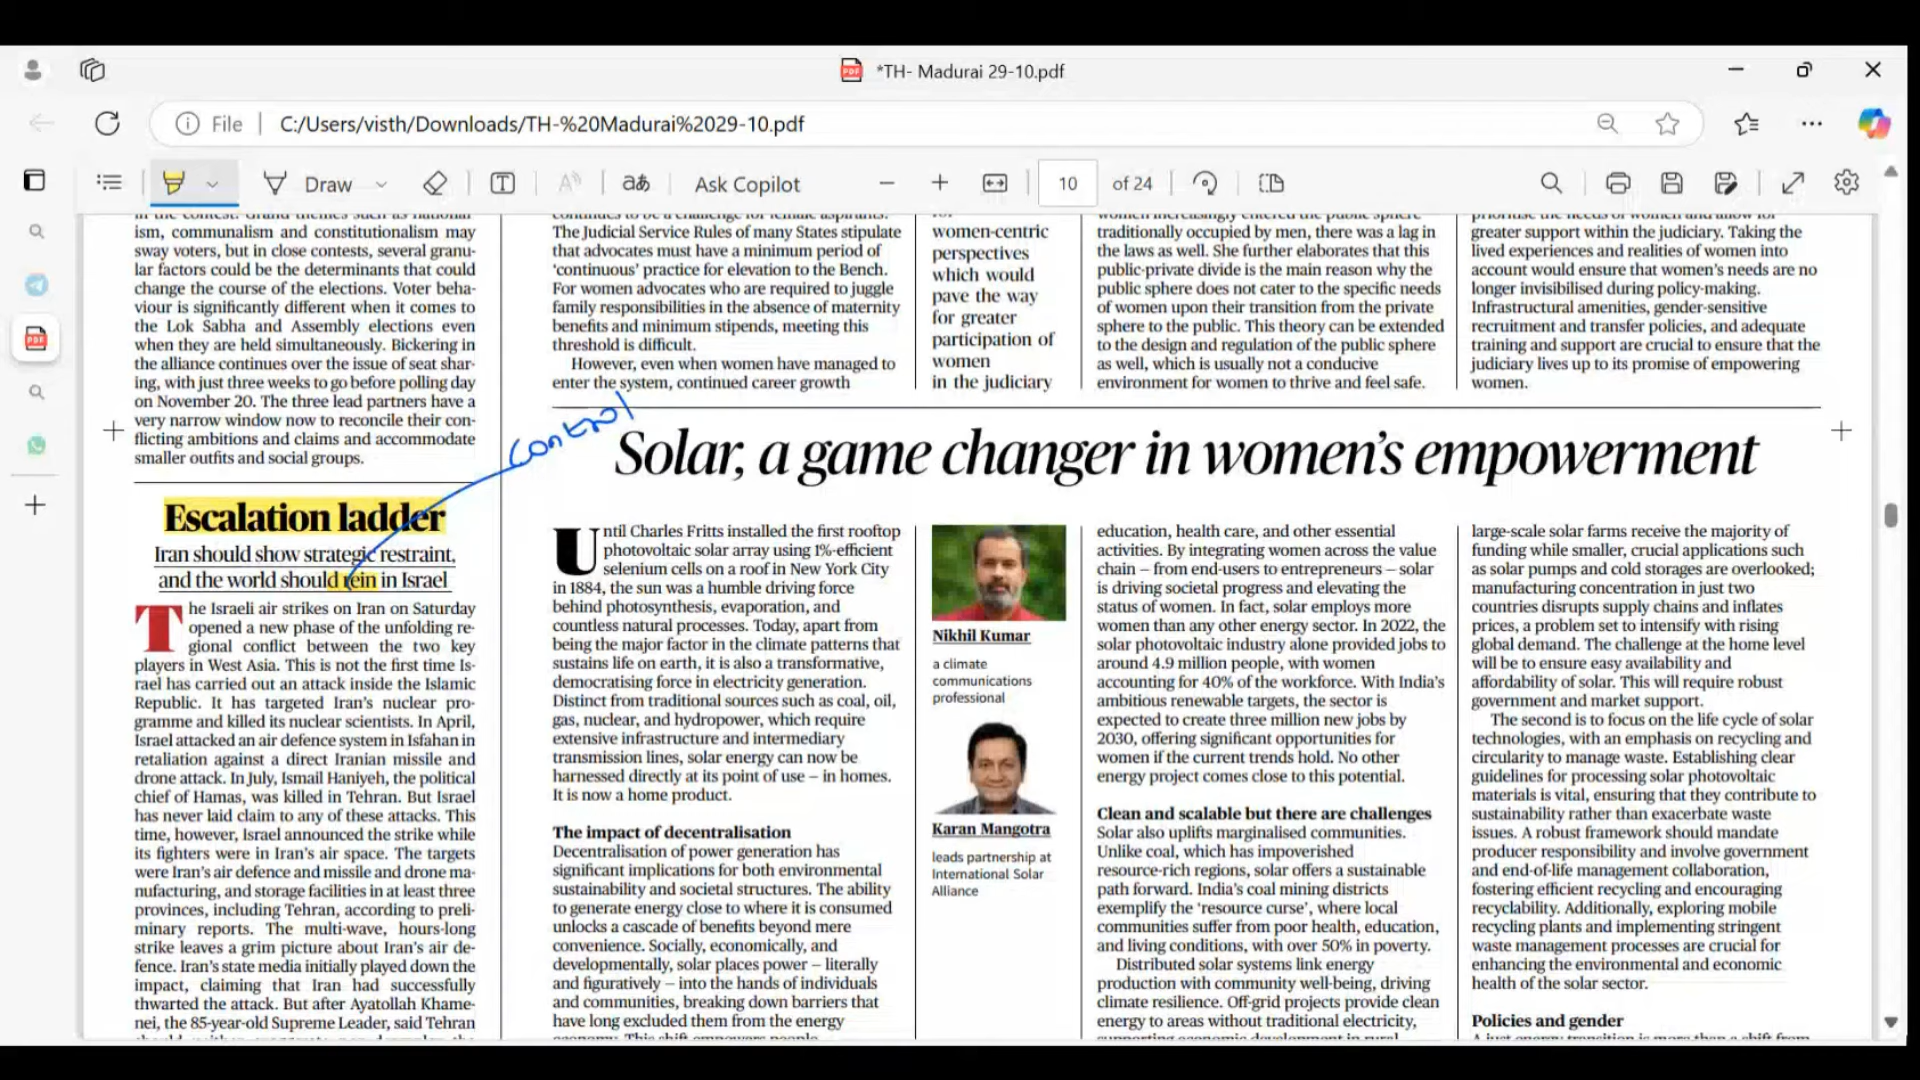 *TH- Madurai 29-10.pdf
File
C:/Users/visth/Downloads/TH-%20Madurai%2029-10.pdf
Draw
Ask Copilot
10
of 24
ism, communalism and constitutionalism may
sway voters, but in close contests, several granu-
lar factors could be the determinants that could
change the course of the elections. Voter beha-
viour is significantly different when it comes to
the Lok Sabha and Assembly elections even
when they are held simultaneously. Bickering in
the alliance continues over the issue of seat shar-
ing, with just three weeks to go before polling day
on November 20. The three lead partners have a
very narrow window now to reconcile their con-
flicting ambitions and claims and accommodate
smaller outfits and social groups.
Escalation ladder
Iran should show strategic restraint,
and the world should rein in Israel
control
The Israeli air strikes on Iran on Saturday
opened a new phase of the unfolding re-
gional conflict between the two key
players in West Asia. This is not the first time Is-
rael has carried out an attack inside the Islamic
Republic. It has targeted Iran's nuclear pro-
gramme and killed its nuclear scientists. In April,
Israel attacked an air defence system in Isfahan in
retaliation against a direct Iranian missile and
drone attack. In July, Ismail Haniyeh, the political
chief of Hamas, was killed in Tehran. But Israel
has never laid claim to any of these attacks. This
time, however, Israel announced the strike while
its fighters were in Iran's air space. The targets
were Iran's air defence and missile and drone ma-
nufacturing, and storage facilities in at least three
provinces, including Tehran, according to preli-
minary reports. The multi-wave, hours-long
strike leaves a grim picture about Iran's air de-
fence. Iran's state media initially played down the
impact, claiming that Iran had successfully
thwarted the attack. But after Ayatollah Khame-
nei, the 85-year-old Supreme Leader, said Tehran
continues to be a challenge for female aspirants.
The Judicial Service Rules of many States stipulate
that advocates must have a minimum period of
‘continuous’ practice for elevation to the Bench.
For women advocates who are required to juggle
family responsibilities in the absence of maternity
benefits and minimum stipends, meeting this
threshold is difficult.
However, even when women have managed to
enter the system, continued career growth
women-centric
perspectives
which would
pave the way
for greater
participation of
women
in the judiciary
women increasingly entered the public sphere
traditionally occupied by men, there was a lag in
the laws as well. She further elaborates that this
public-private divide is the main reason why the
public sphere does not cater to the specific needs
of women upon their transition from the private
sphere to the public. This theory can be extended
to the design and regulation of the public sphere
as well, which is usually not a conducive
environment for women to thrive and feel safe.
prioritise the needs of women and allow for
greater support within the judiciary. Taking the
lived experiences and realities of women into
account would ensure that women's needs are no
longer invisibilised during policy-making.
Infrastructural amenities, gender-sensitive
recruitment and transfer policies, and adequate
training and support are crucial to ensure that the
judiciary lives up to its promise of empowering
women.
Solar, a game changer in women's empowerment
Until Charles Fritts installed the first rooftop
photovoltaic solar array using 1%-efficient
selenium cells on a roof in New York City
in 1884, the sun was a humble driving force
behind photosynthesis, evaporation, and
countless natural processes. Today, apart from
being the major factor in the climate patterns that
sustains life on earth, it is also a transformative,
democratising force in electricity generation.
Distinct from traditional sources such as coal, oil,
gas, nuclear, and hydropower, which require
extensive infrastructure and intermediary
transmission lines, solar energy can now be
harnessed directly at its point of use – in homes.
It is now a home product.
The impact of decentralisation
Decentralisation of power generation has
significant implications for both environmental
sustainability and societal structures. The ability
to generate energy close to where it is consumed
unlocks a cascade of benefits beyond mere
convenience. Socially, economically, and
developmentally, solar places power – literally
and figuratively – into the hands of individuals
and communities, breaking down barriers that
have long excluded them from the energy
Nikhil Kumar
a climate
communications
professional
Karan Mangotra
leads partnership at
International Solar
Alliance
education, health care, and other essential
activities. By integrating women across the value
chain – from end-users to entrepreneurs – solar
is driving societal progress and elevating the
status of women. In fact, solar employs more
women than any other energy sector. In 2022, the
solar photovoltaic industry alone provided jobs to
around 4.9 million people, with women
accounting for 40% of the workforce. With India's
ambitious renewable targets, the sector is
expected to create three million new jobs by
2030, offering significant opportunities for
women if the current trends hold. No other
energy project comes close to this potential.
Clean and scalable but there are challenges
Solar also uplifts marginalised communities.
Unlike coal, which has impoverished
resource-rich regions, solar offers a sustainable
path forward. India's coal mining districts
exemplify the ‘resource curse’, where local
communities suffer from poor health, education,
and living conditions, with over 50% in poverty.
Distributed solar systems link energy
production with community well-being, driving
climate resilience. Off-grid projects provide clean
energy to areas without traditional electricity,
large-scale solar farms receive the majority of
funding while smaller, crucial applications such
as solar pumps and cold storages are overlooked;
manufacturing concentration in just two
countries disrupts supply chains and inflates
prices, a problem set to intensify with rising
global demand. The challenge at the home level
will be to ensure easy availability and
affordability of solar. This will require robust
government and market support.
The second is to focus on the life cycle of solar
technologies, with an emphasis on recycling and
circularity to manage waste. Establishing clear
guidelines for processing solar photovoltaic
materials is vital, ensuring that they contribute to
sustainability rather than exacerbate waste
issues. A robust framework should mandate
producer responsibility and involve government
and end-of-life management collaboration,
fostering efficient recycling and encouraging
recyclability. Additionally, exploring mobile
recycling plants and implementing stringent
waste management processes are crucial for
enhancing the environmental and economic
health of the solar sector.
Policies and gender